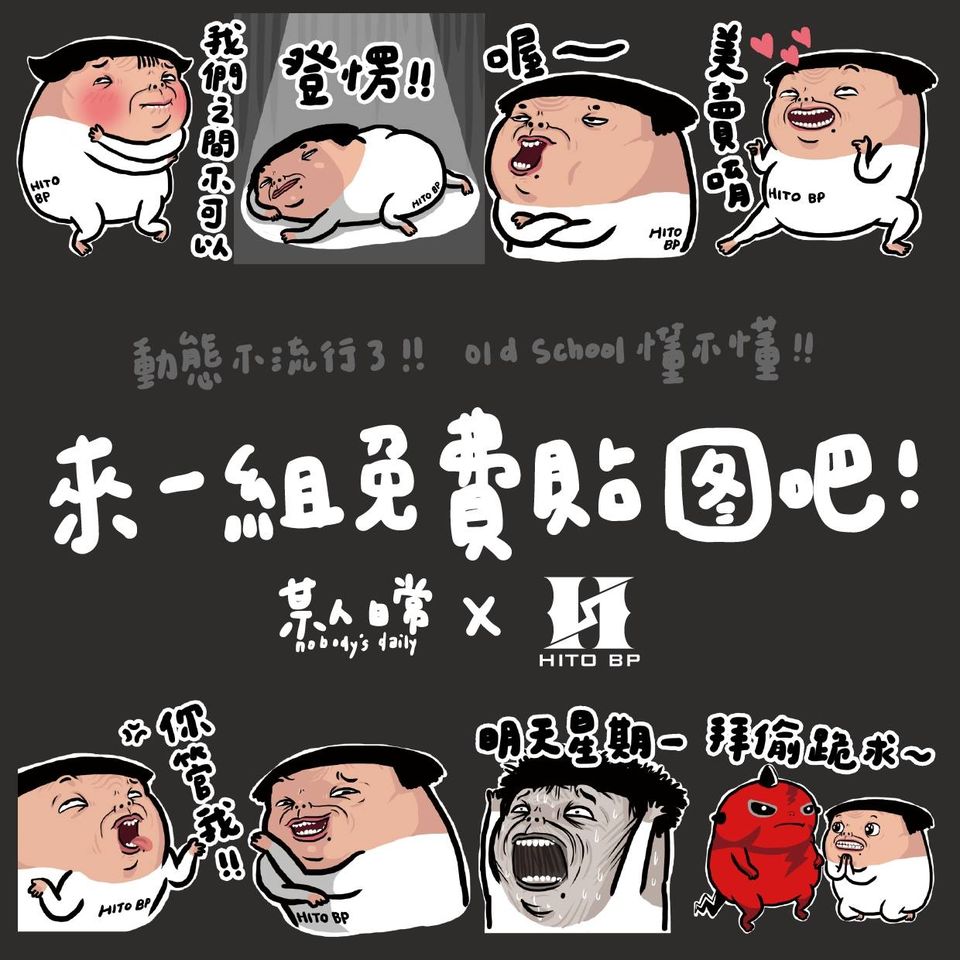 我們之間不可以
HITO
BP
登愣!!
HITO BP
喔～
HITO
BP
美賣唷
HITO BP
動態不流行了!! old School 懂不懂!!
來一組免費貼图吧!
某人日常 x
nobody's daily
HITO BP
你管我!!
HITO BP
HITO BP
明天星期一
拜偷跪求~